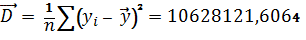 D⃗ = 1/n ∑(yᵢ − y⃗)² = 10628121,6064